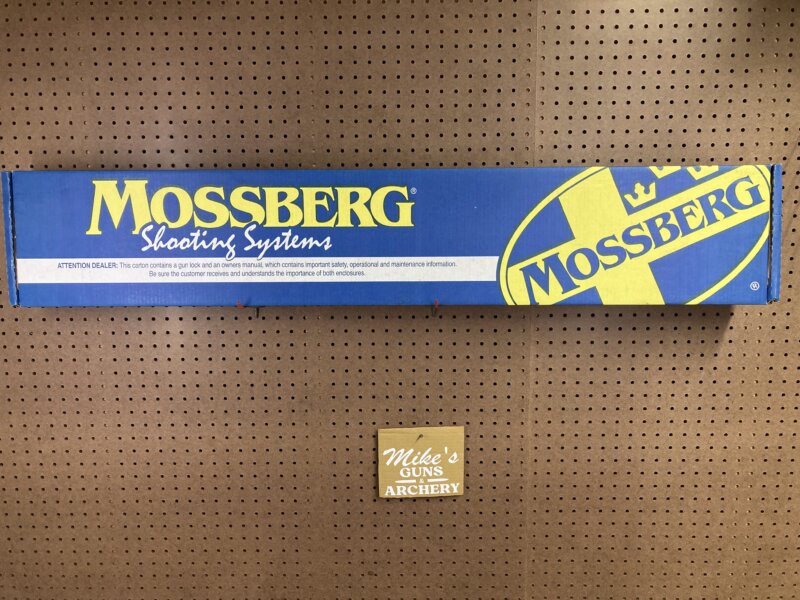 MOSSBERG®
Shooting Systems
ATTENTION DEALER: This carton contains a gun lock and an owners manual, which contains important safety, operational and maintenance information.
Be sure the customer receives and understands the importance of both enclosures.
MOSSBERG
®
Mike's
GUNS
&
ARCHERY